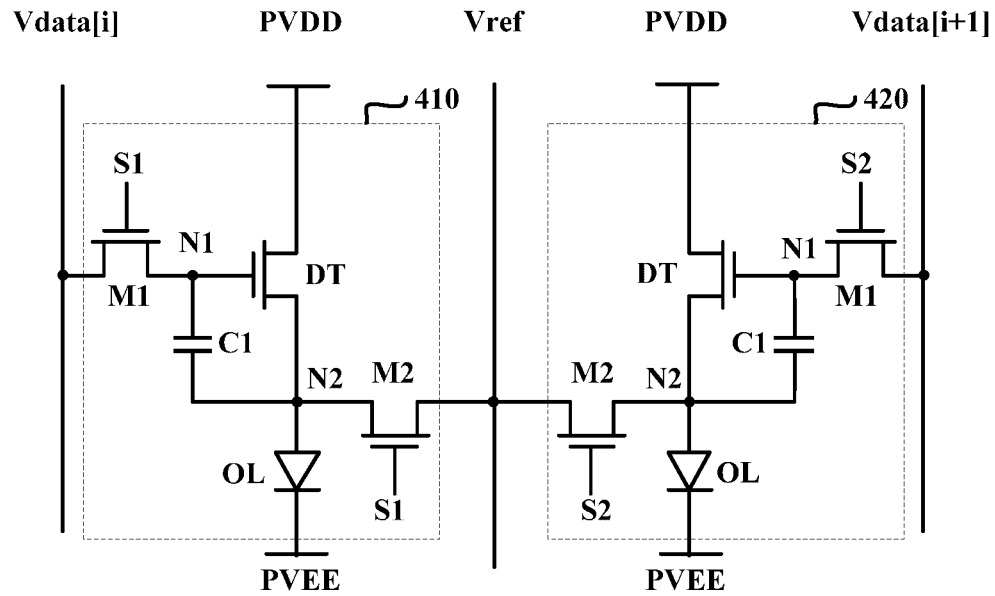 Vdata[i] PVDD Vref PVDD Vdata[i+1]
410 420
S1 S2
N1 N1
DT DT
M1 M1
C1 C1
N2 M2 M2 N2
OL OL
S1 S2
PVEE PVEE